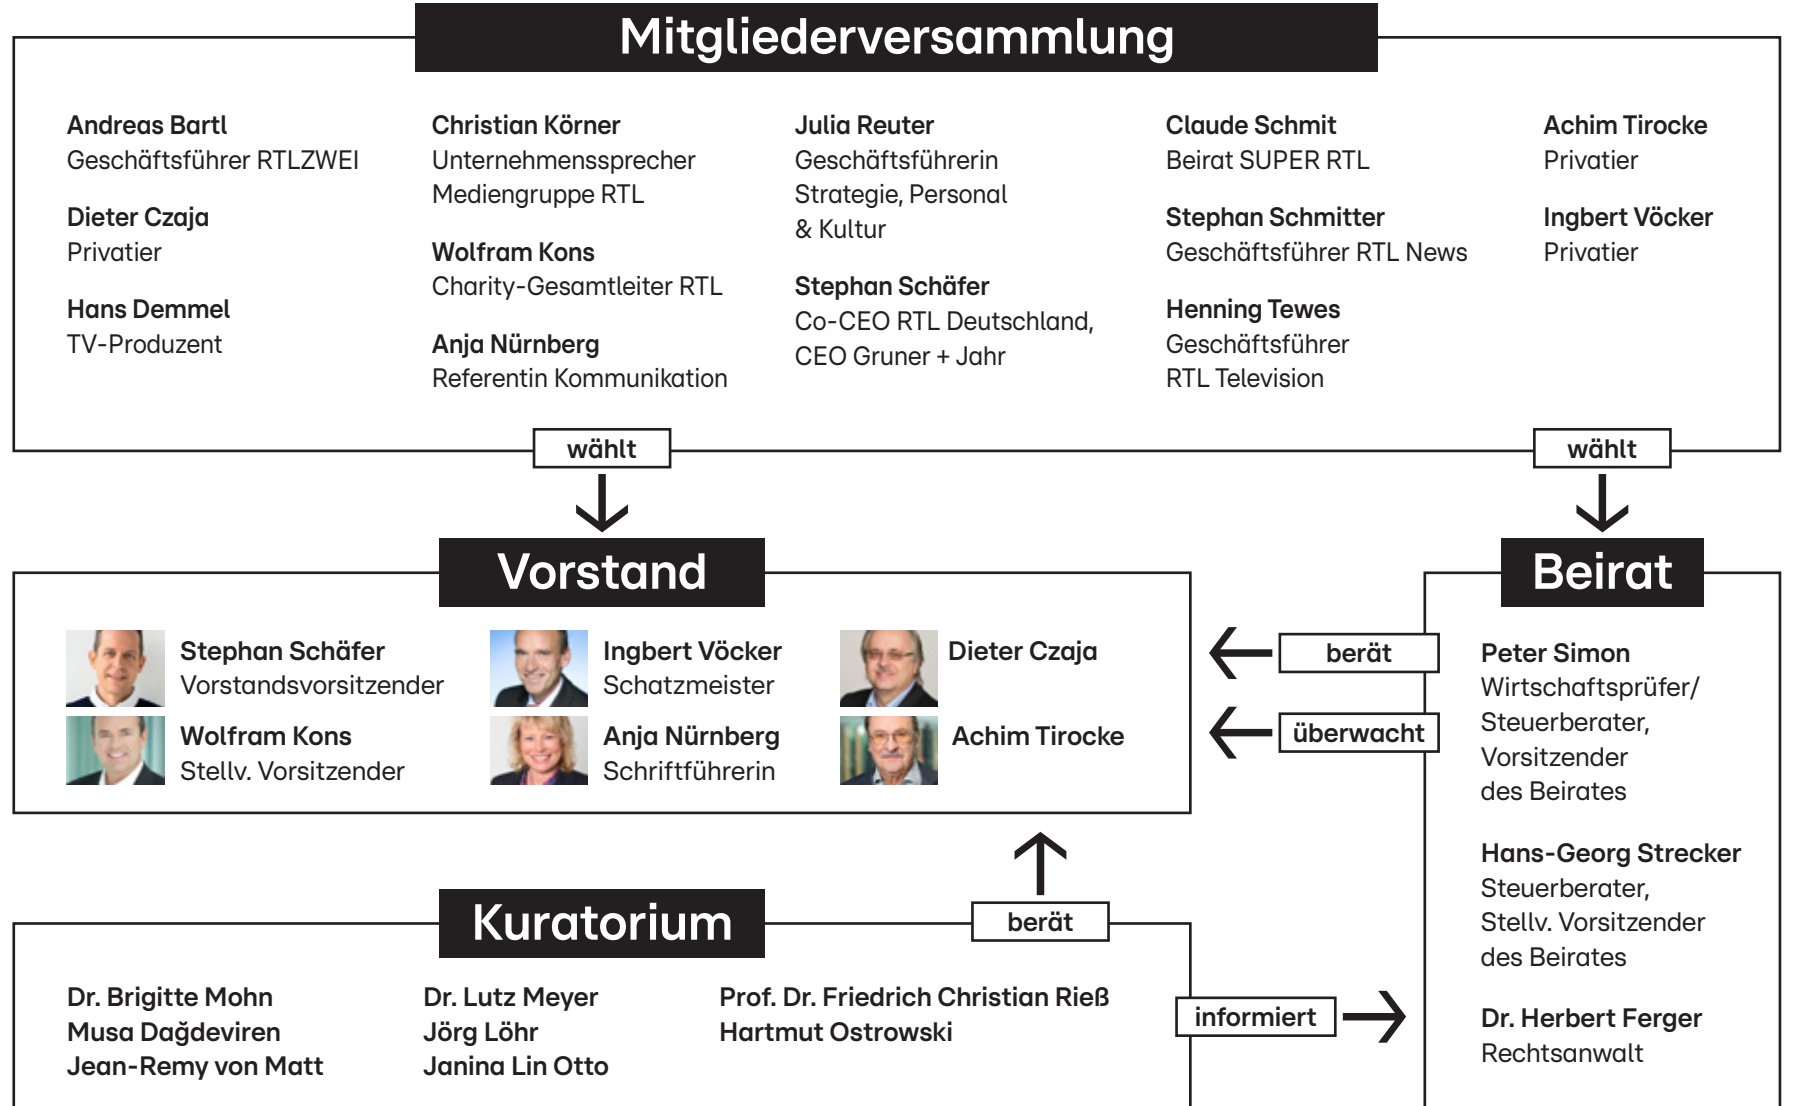 Mitgliederversammlung
Andreas Bartl
Geschäftsführer RTLZWEI
Dieter Czaja
Privatier
Hans Demmel
TV-Produzent
Christian Körner
Unternehmenssprecher
Mediengruppe RTL
Wolfram Kons
Charity-Gesamtleiter RTL
Anja Nürnberg
Referentin Kommunikation
Julia Reuter
Geschäftsführerin
Strategie, Personal
& Kultur
Stephan Schäfer
Co-CEO RTL Deutschland,
CEO Gruner + Jahr
Claude Schmit
Beirat SUPER RTL
Stephan Schmitter
Geschäftsführer RTL News
Henning Tewes
Geschäftsführer
RTL Television
Achim Tirocke
Privatier
Ingbert Vöcker
Privatier
wählt
wählt
Vorstand
Stephan Schäfer
Vorstandsvorsitzender
Wolfram Kons
Stellv. Vorsitzender
Ingbert Vöcker
Schatzmeister
Anja Nürnberg
Schriftführerin
Dieter Czaja
Achim Tirocke
berät
überwacht
Beirat
Peter Simon
Wirtschaftsprüfer/
Steuerberater,
Vorsitzender
des Beirates
Hans-Georg Strecker
Steuerberater,
Stellv. Vorsitzender
des Beirates
Dr. Herbert Ferger
Rechtsanwalt
Kuratorium
berät
Dr. Brigitte Mohn
Musa Dağdeviren
Jean-Remy von Matt
Dr. Lutz Meyer
Jörg Löhr
Janina Lin Otto
Prof. Dr. Friedrich Christian Rieß
Hartmut Ostrowski
informiert